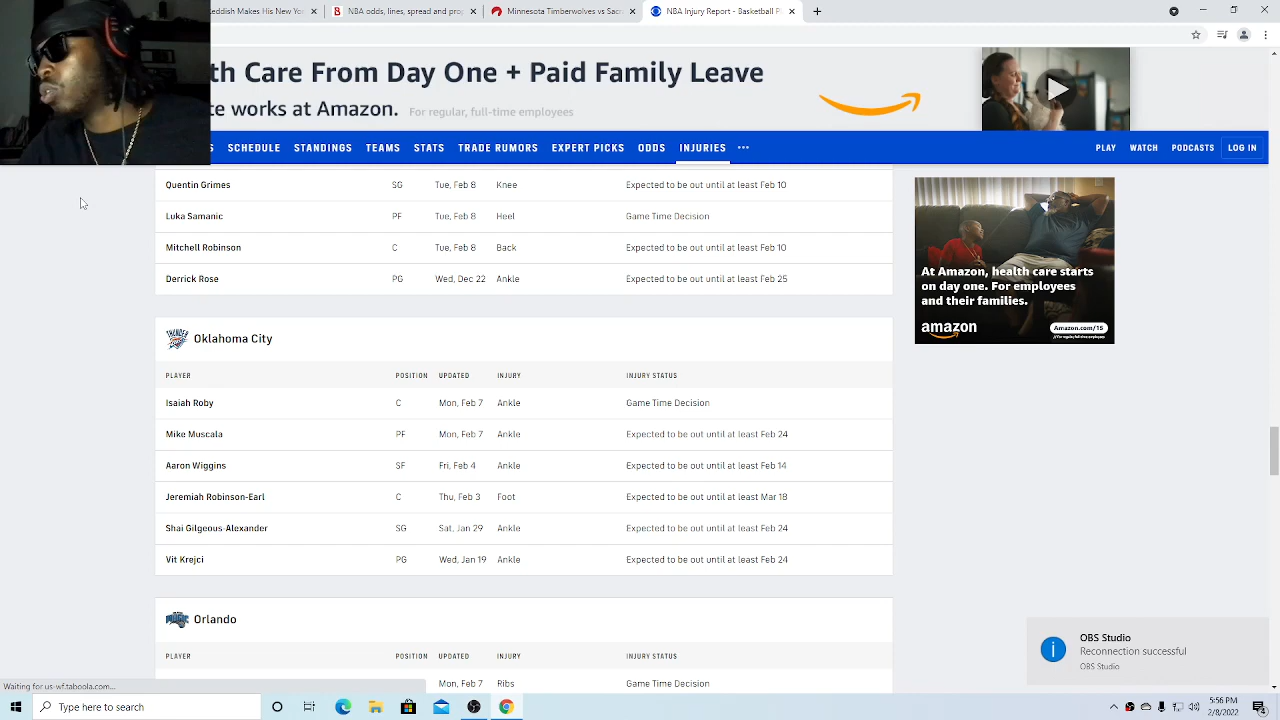 eddish Makes His New Yo
NBA odds, lines, spread and pro
Minnesota Timberwolves vs Sac
NBA Injury Report - Basketball P
th Care From Day One + Paid Family Leave
te works at Amazon. For regular, full-time employees
S SCHEDULE STANDINGS TEAMS STATS TRADE RUMORS EXPERT PICKS ODDS INJURIES ••• PLAY WATCH PODCASTS LOG IN
Quentin Grimes SG Tue, Feb 8 Knee Expected to be out until at least Feb 10
Luka Samanic PF Tue, Feb 8 Heel Game Time Decision
Mitchell Robinson C Tue, Feb 8 Back Expected to be out until at least Feb 10
Derrick Rose PG Wed, Dec 22 Ankle Expected to be out until at least Feb 25
At Amazon, health care starts
on day one. For employees
and their families.
amazon
Amazon.com/15
Oklahoma City
PLAYER POSITION UPDATED INJURY INJURY STATUS
Isaiah Roby C Mon, Feb 7 Ankle Game Time Decision
Mike Muscala PF Mon, Feb 7 Ankle Expected to be out until at least Feb 24
Aaron Wiggins SF Fri, Feb 4 Ankle Expected to be out until at least Feb 14
Jeremiah Robinson-Earl C Thu, Feb 3 Foot Expected to be out until at least Mar 18
Shai Gilgeous-Alexander SG Sat, Jan 29 Ankle Expected to be out until at least Feb 24
Vit Krejci PG Wed, Jan 19 Ankle Expected to be out until at least Feb 24
Orlando
PLAYER POSITION UPDATED INJURY INJURY STATUS
Mon, Feb 7 Ribs Game Time Decision
OBS Studio
Reconnection successful
OBS Studio
Waiting for us-wf.taboola.com...
Type here to search
5:56 PM
2/8/2022